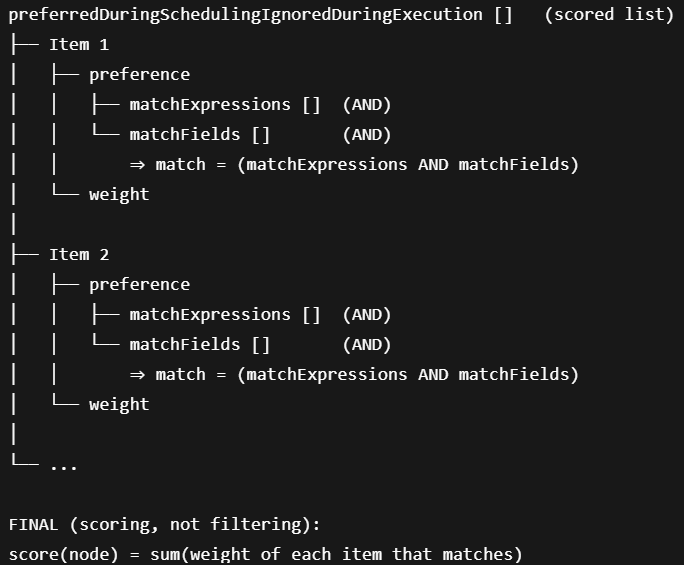 preferredDuringSchedulingIgnoredDuringExecution []   (scored list)
├── Item 1
│   ├── preference
│   │   ├── matchExpressions []  (AND)
│   │   └── matchFields []       (AND)
│   │       ⇒ match = (matchExpressions AND matchFields)
│   └── weight
│
├── Item 2
│   ├── preference
│   │   ├── matchExpressions []  (AND)
│   │   └── matchFields []       (AND)
│   │       ⇒ match = (matchExpressions AND matchFields)
│   └── weight
│
└── ...

FINAL (scoring, not filtering):
score(node) = sum(weight of each item that matches)